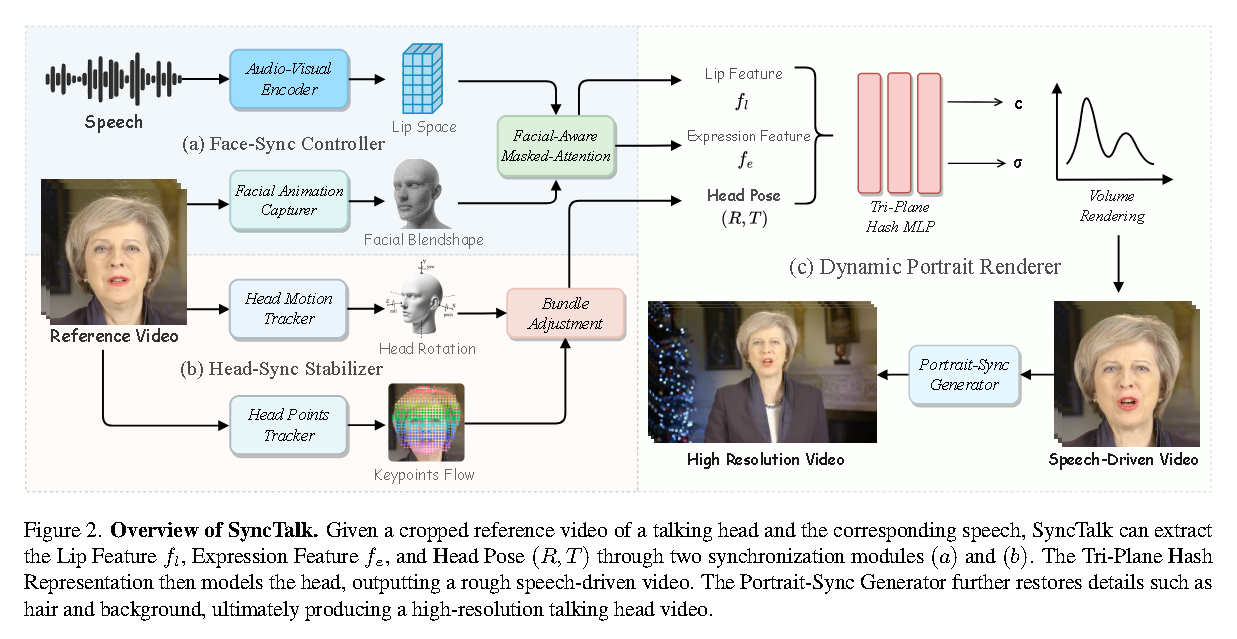 Speech
Audio-Visual
Encoder
Lip Space
(a) Face-Sync Controller
Facial Animation
Capturer
Facial Blendshape
Facial-Aware
Masked-Attention
Reference Video
Head Motion
Tracker
Head Rotation
Bundle
Adjustment
(b) Head-Sync Stabilizer
Head Points
Tracker
Keypoints Flow
Lip Feature
f_l
Expression Feature
f_e
Head Pose
(R, T)
Tri-Plane
Hash MLP
c
σ
Volume
Rendering
(c) Dynamic Portrait Renderer
Portrait-Sync
Generator
High Resolution Video
Speech-Driven Video
Figure 2. Overview of SyncTalk. Given a cropped reference video of a talking head and the corresponding speech, SyncTalk can extract
the Lip Feature f_l, Expression Feature f_e, and Head Pose (R, T) through two synchronization modules (a) and (b). The Tri-Plane Hash
Representation then models the head, outputting a rough speech-driven video. The Portrait-Sync Generator further restores details such as
hair and background, ultimately producing a high-resolution talking head video.